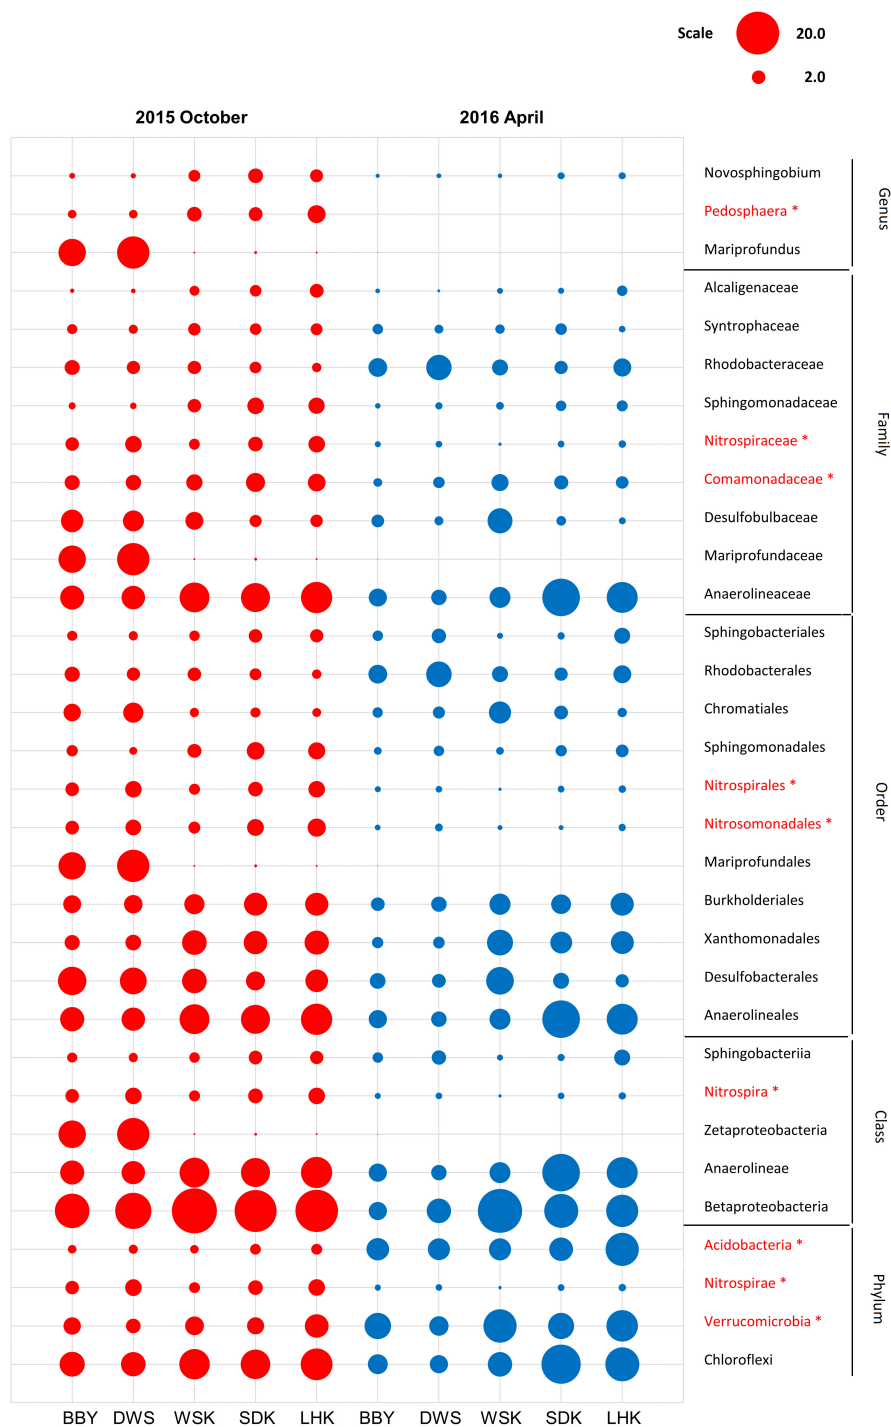 Scale 20.0
2.0
2015 October 2016 April
Novosphingobium
Pedosphaera *
Mariprofundus
Genus
Alcaligenaceae
Syntrophaceae
Rhodobacteraceae
Sphingomonadaceae
Nitrospiraceae *
Comamonadaceae *
Desulfobulbaceae
Mariprofundaceae
Anaerolineaceae
Family
Sphingobacteriales
Rhodobacterales
Chromatiales
Sphingomonadales
Nitrospirales *
Nitrosomonadales *
Mariprofundales
Burkholderiales
Xanthomonadales
Desulfobacterales
Anaerolineales
Order
Sphingobacteriia
Nitrospira *
Zetaproteobacteria
Anaerolineae
Betaproteobacteria
Class
Acidobacteria *
Nitrospirae *
Verrucomicrobia *
Chloroflexi
Phylum
BBY DWS WSK SDK LHK BBY DWS WSK SDK LHK